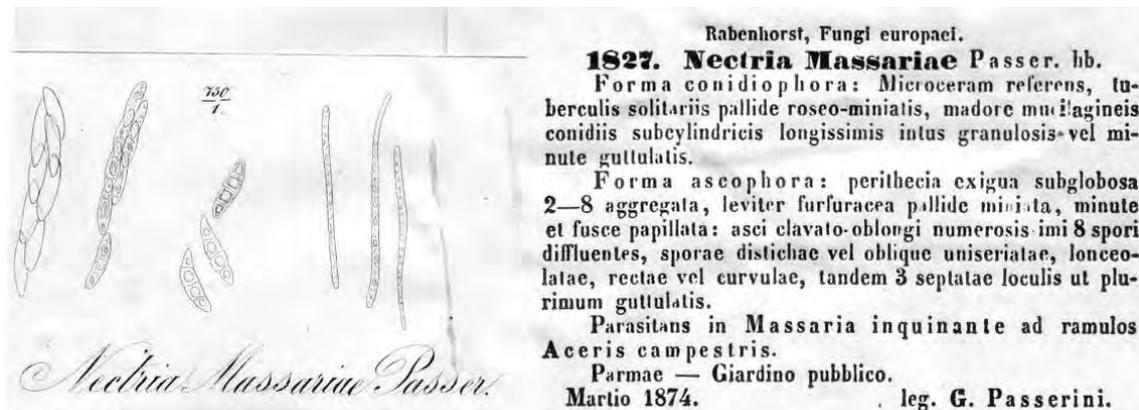 750
1.
Nectria Massariae Passer.
Rabenhorst, Fungi europaei.
1827. Nectria Massariae Passer. hb.
Forma conidiophora: Microceram referens, tu-
berculis solitariis pallide roseo-miniatis, madore mucilagineis
conidiis subcylindricis longissimis intus granulosis vel mi-
nute guttulatis.
Forma ascophora: perithecia exigua subglobosa
2—8 aggregata, leviter furfuracea pallide miniata, minute
et fusce papillata: asci clavato-oblongi numerosissimi 8 spori
diffluentes, sporae distichae vel oblique uniseriatae, lonceo-
latae, rectae vel curvulae, tandem 3 septatae loculis ut plu-
rimum guttulatis.
Parasitans in Massaria inquinante ad ramulos
Aceris campestris.
Parmae — Giardino pubblico.
Martio 1874. leg. G. Passerini.